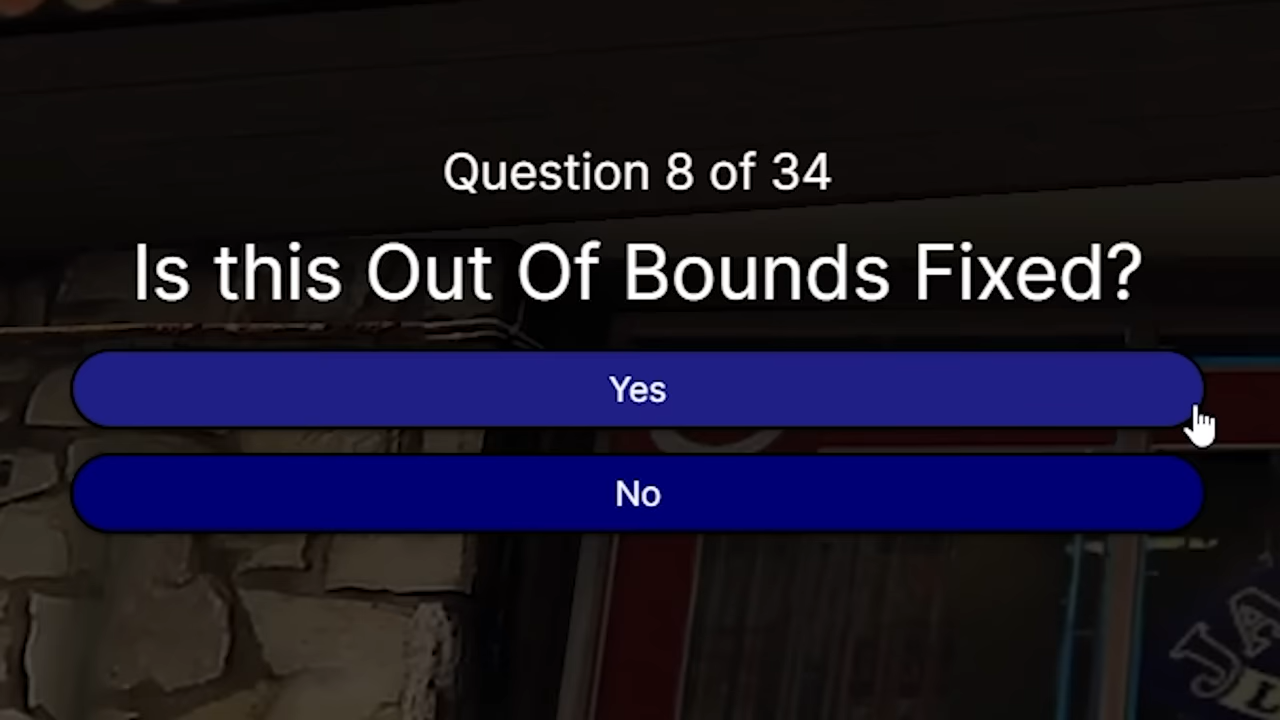 Question 8 of 34
Is this Out Of Bounds Fixed?
Yes
No